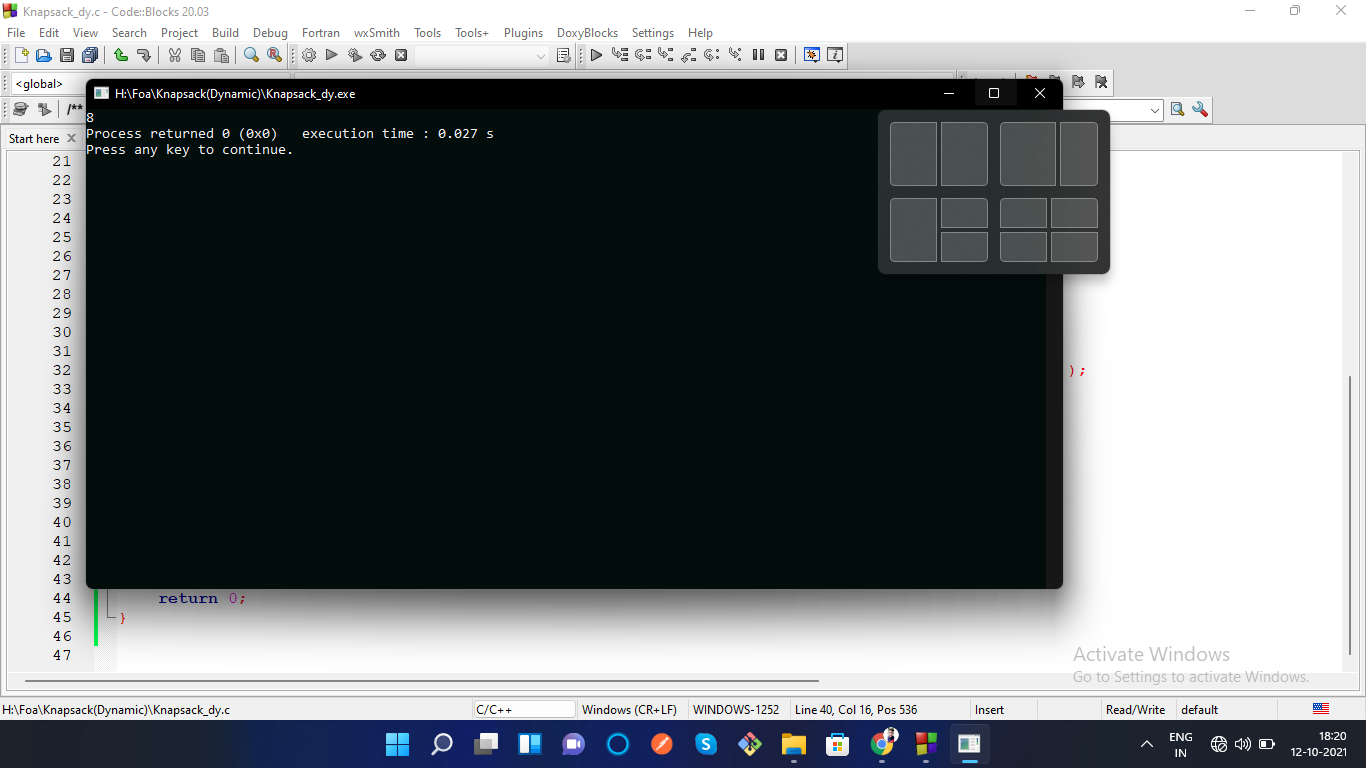 Knapsack_dy.c - Code::Blocks 20.03
File Edit View Search Project Build Debug Fortran wxSmith Tools Tools+ Plugins DoxyBlocks Settings Help
<global>
H:\Foa\Knapsack(Dynamic)\Knapsack_dy.exe
/**
8
Process returned 0 (0x0)   execution time : 0.027 s
Press any key to continue.
Start here
21
22
23
24
25
26
27
28
29
30
31
32 );
33
34
35
36
37
38
39
40
41
42
43
44 return 0;
45 }
46
47
Activate Windows
Go to Settings to activate Windows.
H:\Foa\Knapsack(Dynamic)\Knapsack_dy.c C/C++ Windows (CR+LF) WINDOWS-1252 Line 40, Col 16, Pos 536 Insert Read/Write default
ENG
IN
18:20
12-10-2021